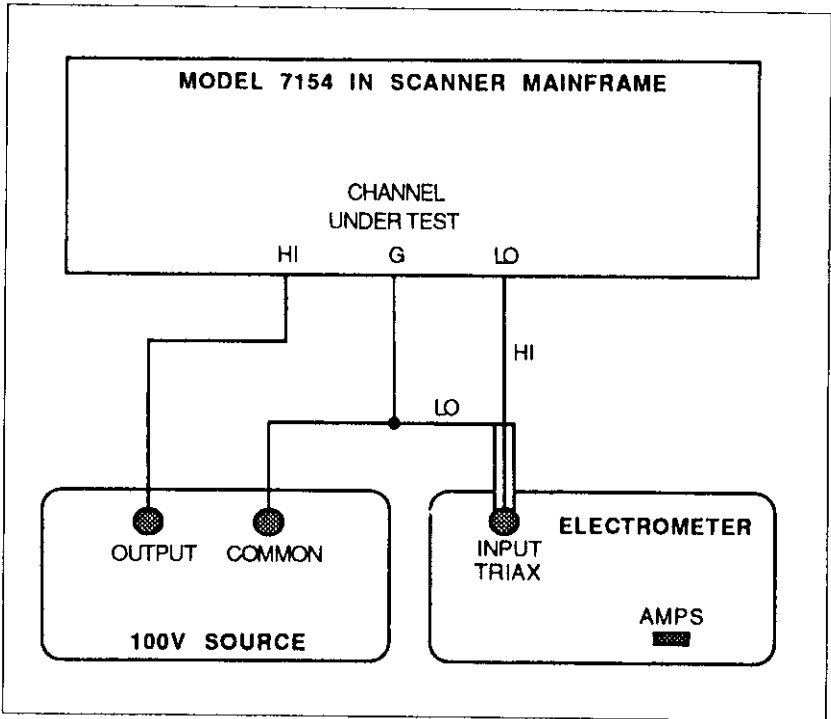 MODEL 7154 IN SCANNER MAINFRAME
CHANNEL
UNDER TEST
HI G LO
HI
LO
OUTPUT COMMON
INPUT
TRIAX
ELECTROMETER
AMPS
100V SOURCE